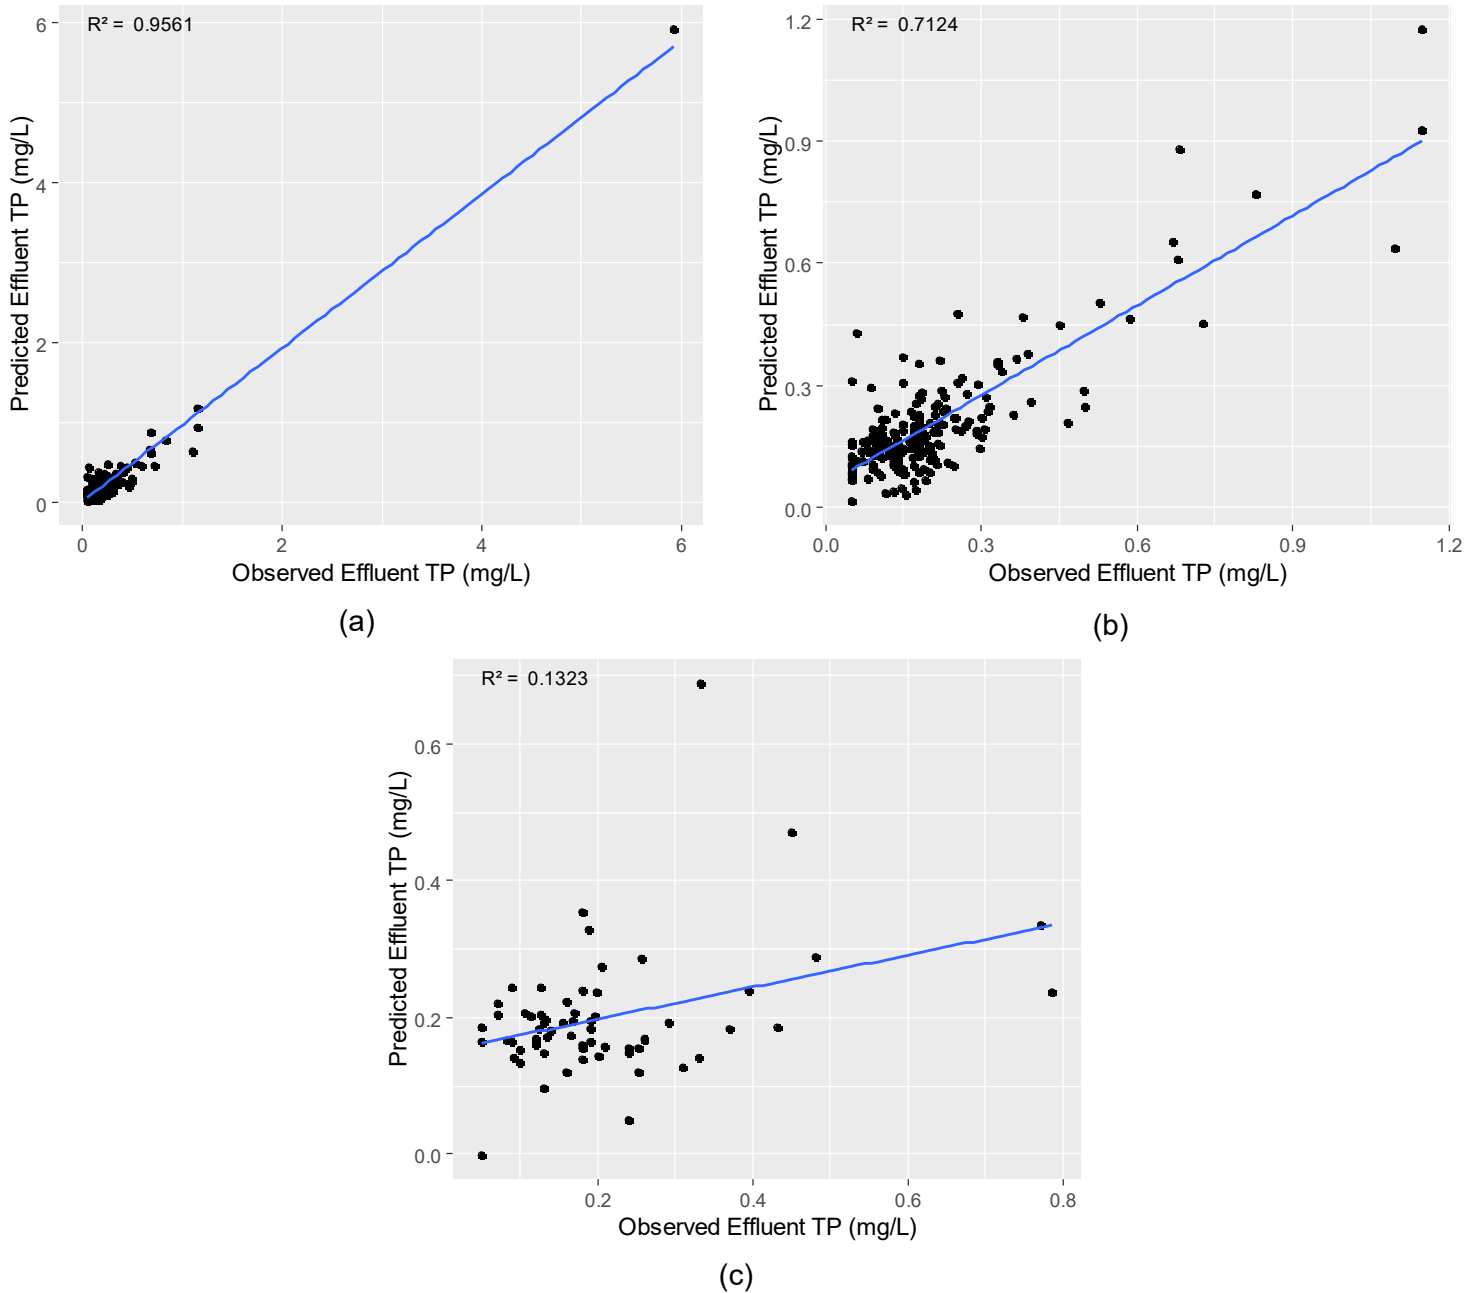 R² = 0.9561
Predicted Effluent TP (mg/L)
6
4
2
0
0 2 4 6
Observed Effluent TP (mg/L)
(a)
R² = 0.7124
Predicted Effluent TP (mg/L)
1.2
0.9
0.6
0.3
0.0
0.0 0.3 0.6 0.9 1.2
Observed Effluent TP (mg/L)
(b)
R² = 0.1323
Predicted Effluent TP (mg/L)
0.6
0.4
0.2
0.0
0.2 0.4 0.6 0.8
Observed Effluent TP (mg/L)
(c)